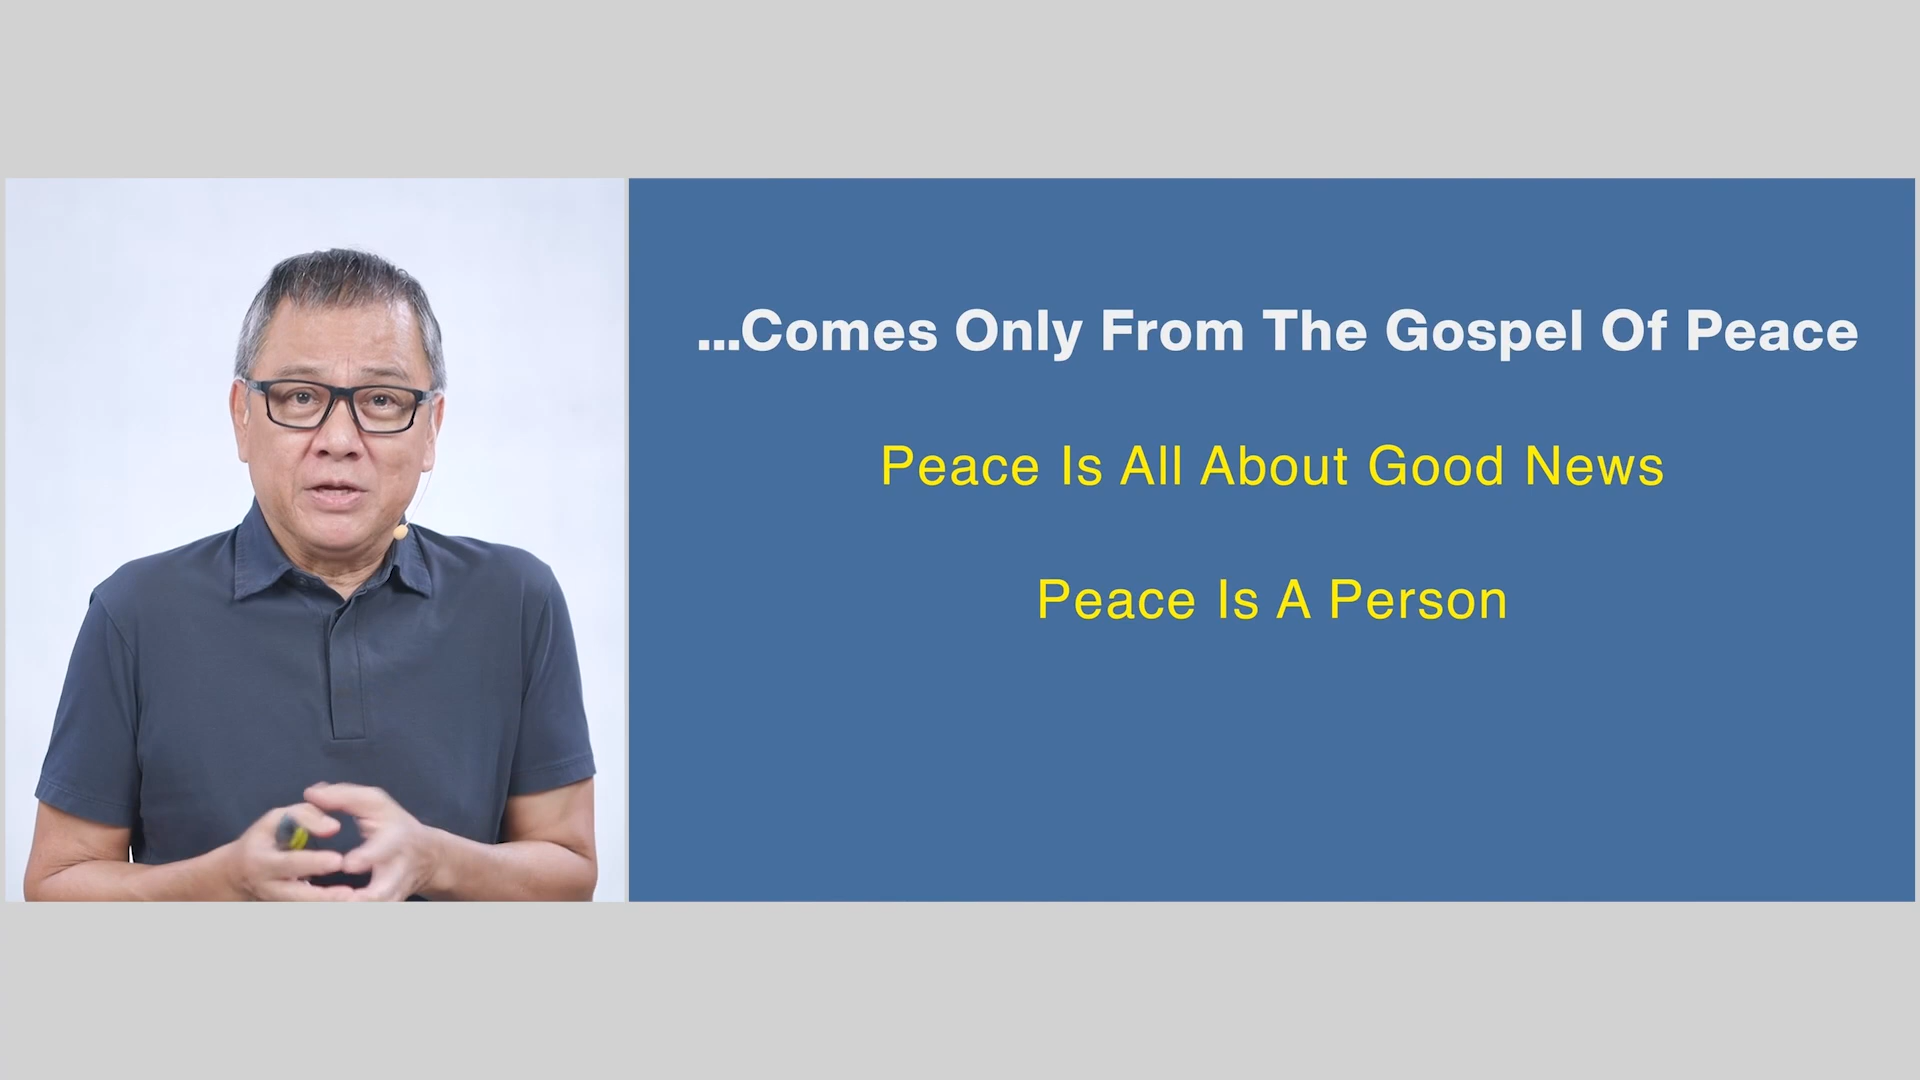 ...Comes Only From The Gospel Of Peace
Peace Is All About Good News
Peace Is A Person